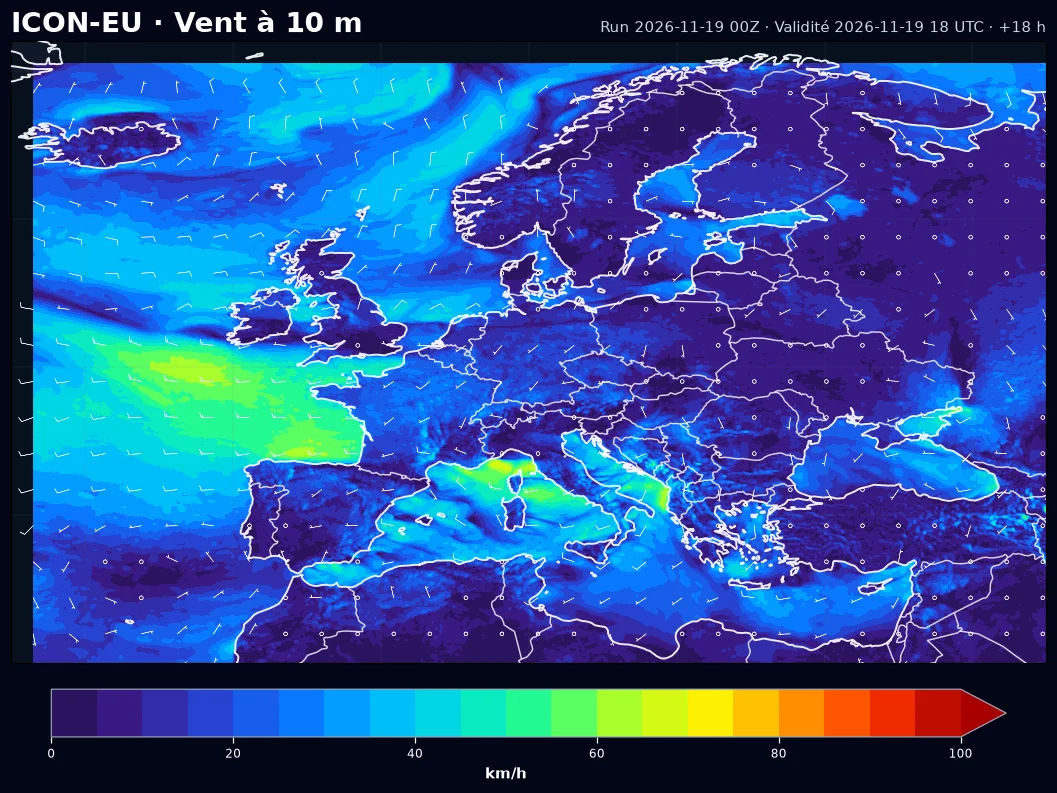 ICON-EU · Vent à 10 m
Run 2026-11-19 00Z · Validité 2026-11-19 18 UTC · +18 h
0 20 40 60 80 100
km/h